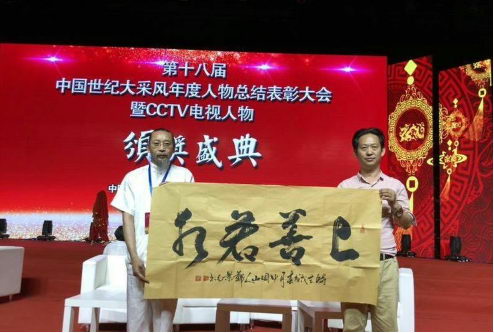 第十八届
中国世纪大采风年度人物总结表彰大会
暨CCTV电视人物
颁奖盛典
上善若水